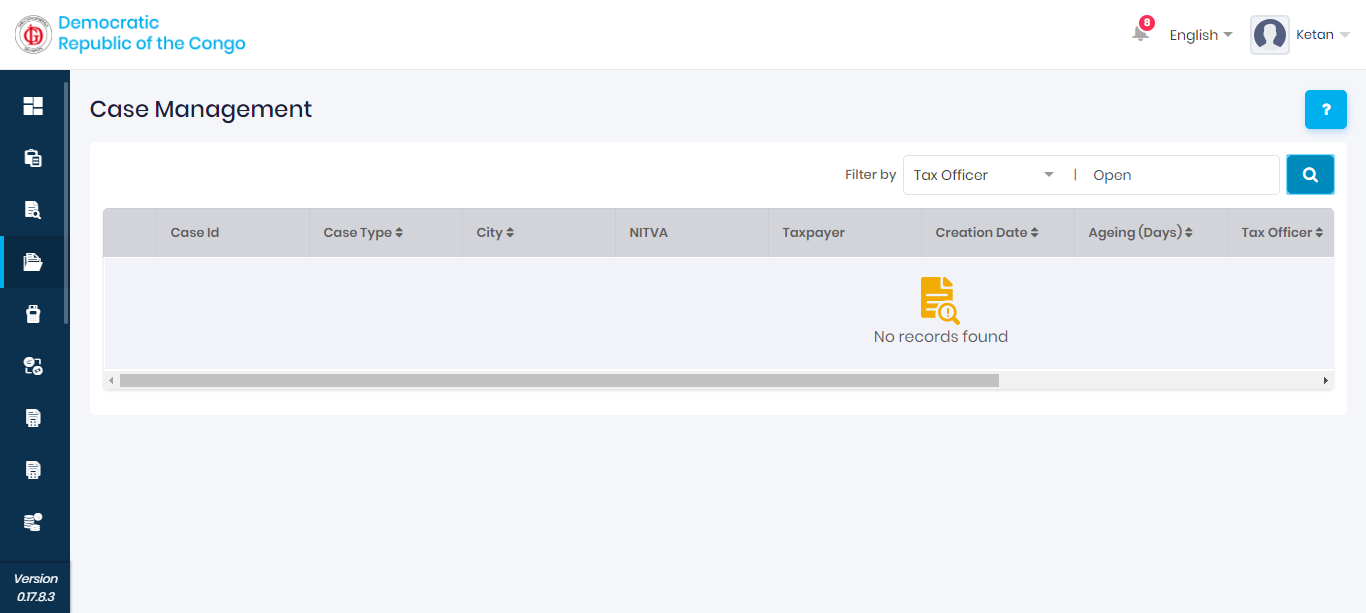 Democratic
Republic of the Congo
8
English
Ketan
Case Management
?
Filter by
Tax Officer
|
Open
Case Id
Case Type
City
NITVA
Taxpayer
Creation Date
Ageing (Days)
Tax Officer
No records found
Version
0.17.8.3